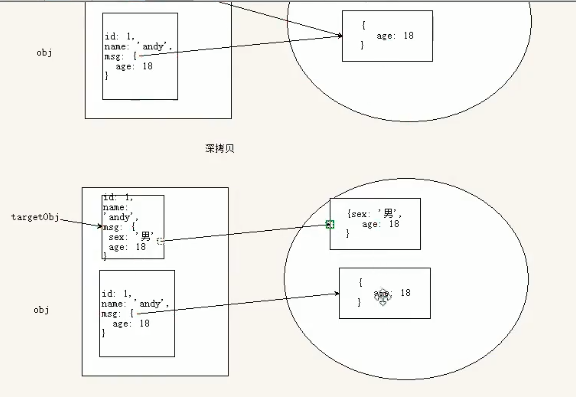 obj
id: 1,
name: 'andy',
msg: {
age: 18
}
{
age: 18
}
深拷贝
targetObj
id: 1,
name:
'andy',
msg: {
sex: '男'
age: 18
}
{sex: '男',
age: 18
}
obj
id: 1,
name: 'andy',
msg: {
age: 18
}
{
age: 18
}